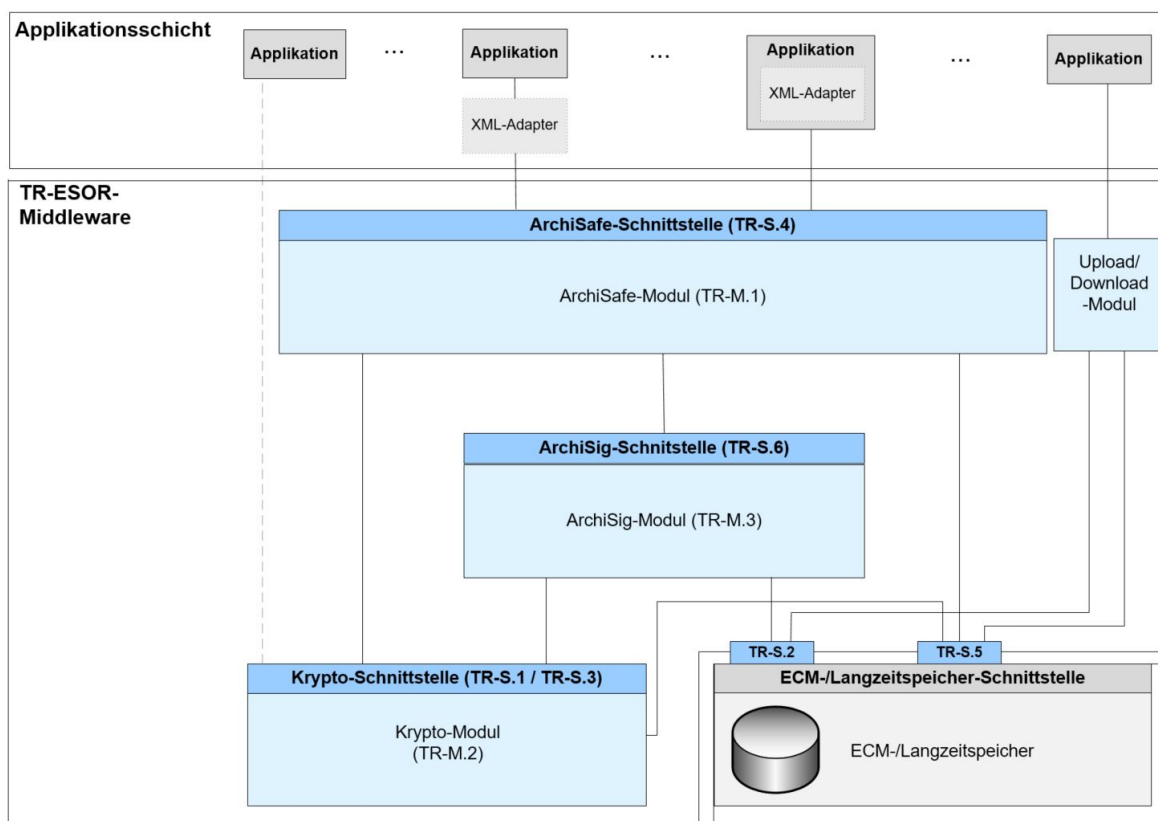 Applikationsschicht
Applikation
...
Applikation
...
Applikation
...
Applikation
XML-Adapter
XML-Adapter
TR-ESOR-
Middleware
ArchiSafe-Schnittstelle (TR-S.4)
ArchiSafe-Modul (TR-M.1)
Upload/
Download
-Modul
ArchiSig-Schnitstelle (TR-S.6)
ArchiSig-Modul (TR-M.3)
TR-S.2
TR-S.5
Krypto-Schnittstelle (TR-S.1 / TR-S.3)
ECM-/Langzeitspeicher-Schnittstelle
Krypto-Modul
(TR-M.2)
ECM-/Langzeitspeicher